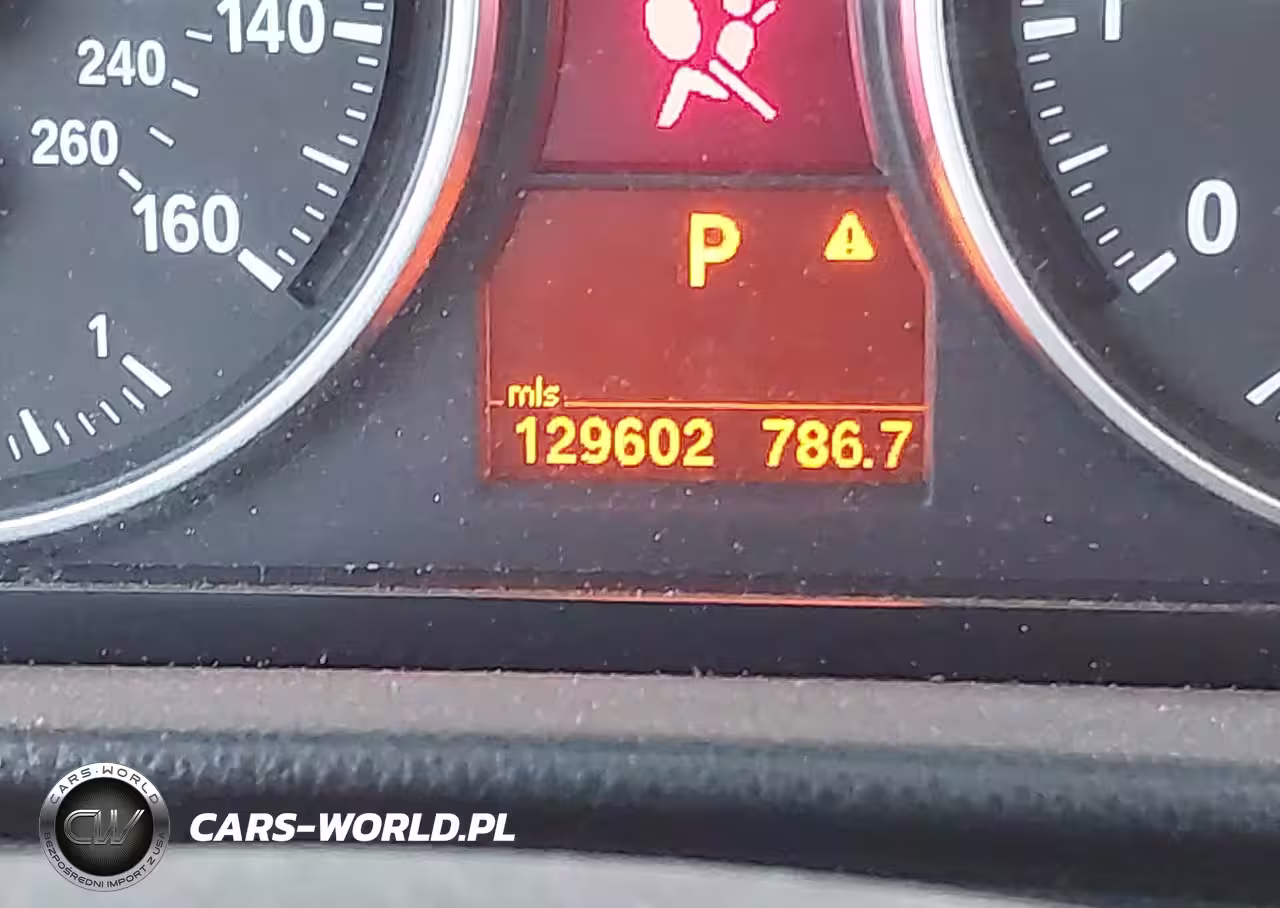 140
240
260
160
1
1
0
P
mls
129602 786.7
CARS-WORLD
CW
BEZPOŚREDNI IMPORT Z USA
CARS-WORLD.PL